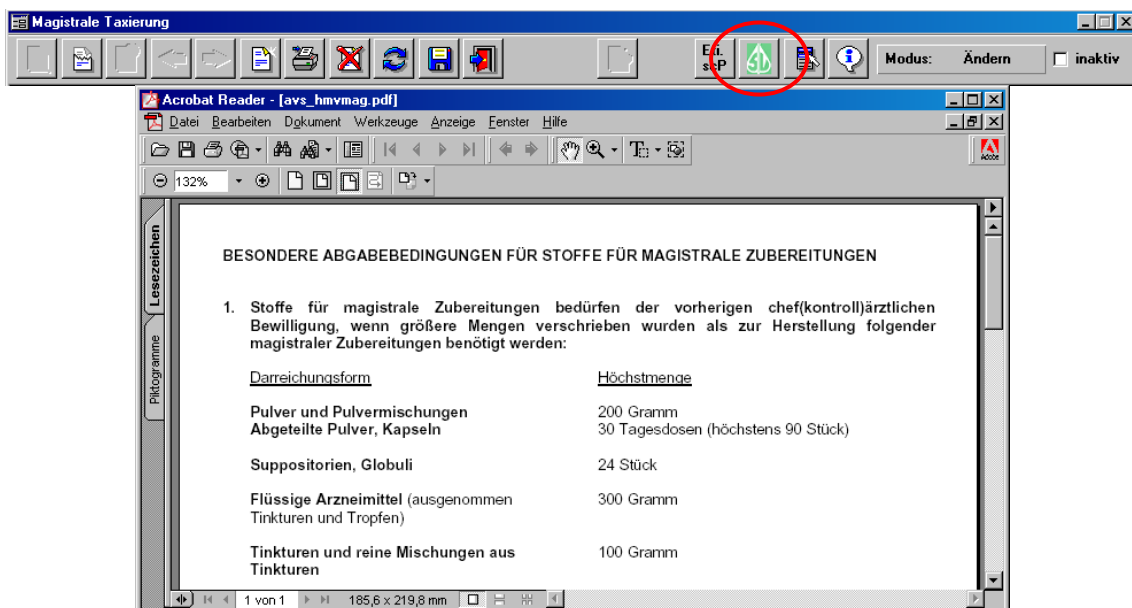 Magistrale Taxierung
Modus: Ändern inaktiv
Acrobat Reader - [avs_hmvmag.pdf]
Datei Bearbeiten Dokument Werkzeuge Anzeige Fenster Hilfe
Adobe
132%
Lesezeichen
Piktogramme
BESONDERE ABGABEBEDINGUNGEN FÜR STOFFE FÜR MAGISTRALE ZUBEREITUNGEN
1. Stoffe für magistrale Zubereitungen bedürfen der vorherigen chef(kontroll)ärztlichen
Bewilligung, wenn größere Mengen verschrieben wurden als zur Herstellung folgender
magistraler Zubereitungen benötigt werden:
Darreichungsform Höchstmenge
Pulver und Pulvermischungen 200 Gramm
Abgeteilte Pulver, Kapseln 30 Tagesdosen (höchstens 90 Stück)
Suppositorien, Globuli 24 Stück
Flüssige Arzneimittel (ausgenommen 300 Gramm
Tinkturen und Tropfen)
Tinkturen und reine Mischungen aus 100 Gramm
Tinkturen
1 von 1 185,6 x 219,8 mm